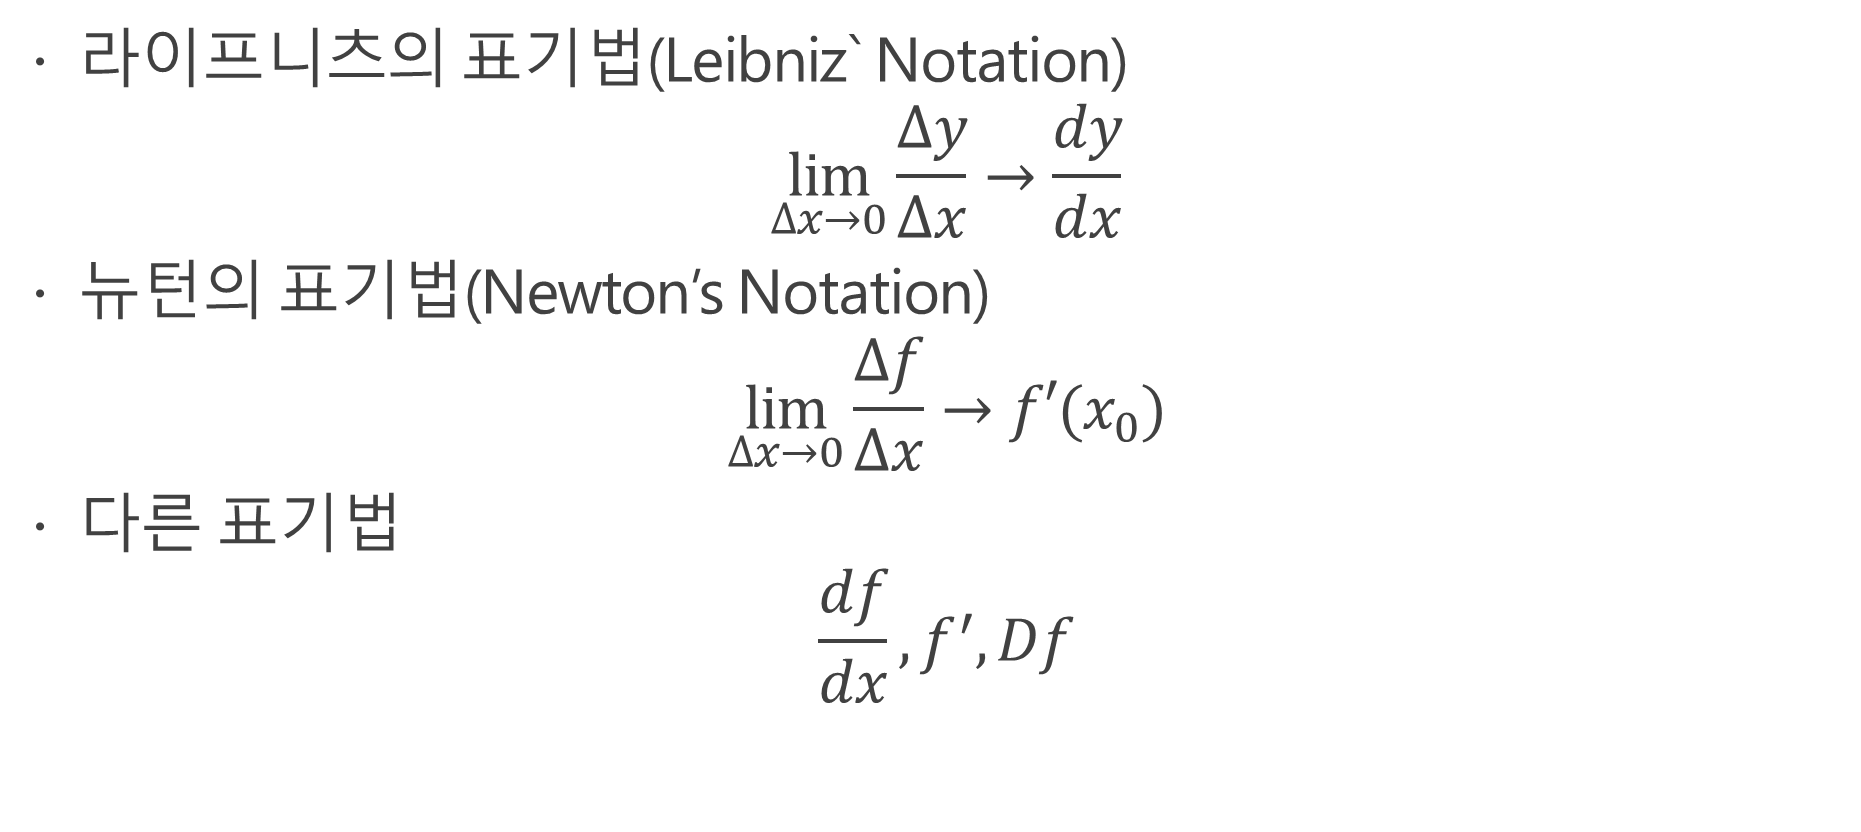 · 라이프니츠의 표기법(Leibniz` Notation)
lim Δx→0 Δy/Δx → dy/dx
· 뉴턴의 표기법(Newton’s Notation)
lim Δx→0 Δf/Δx → f′(x₀)
· 다른 표기법
df/dx, f′, Df